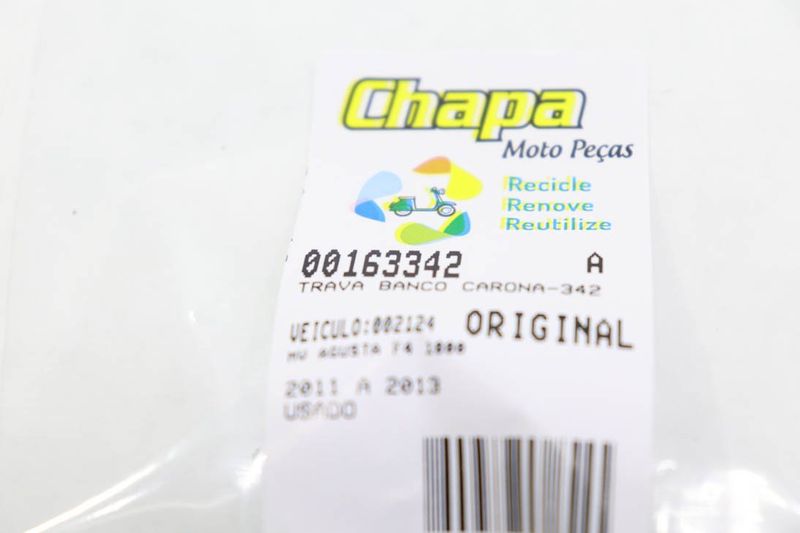 Chapa
Moto Peças
Recicle
Renove
Reutilize
00163342 A
TRAVA BANCO CARONA-342
VEICULO:002124 ORIGINAL
MV AGUSTA F4 1000
2011 A 2013
USADO